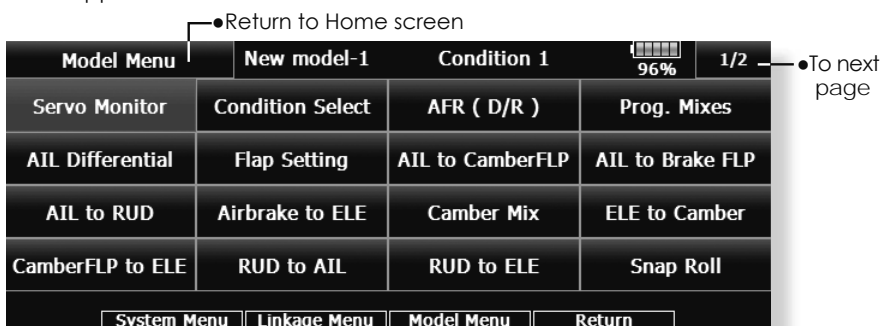 ●Return to Home screen
Model Menu New model-1 Condition 1 96% 1/2
●To next page
Servo Monitor Condition Select AFR ( D/R ) Prog. Mixes
AIL Differential Flap Setting AIL to CamberFLP AIL to Brake FLP
AIL to RUD Airbrake to ELE Camber Mix ELE to Camber
CamberFLP to ELE RUD to AIL RUD to ELE Snap Roll
System Menu Linkage Menu Model Menu Return